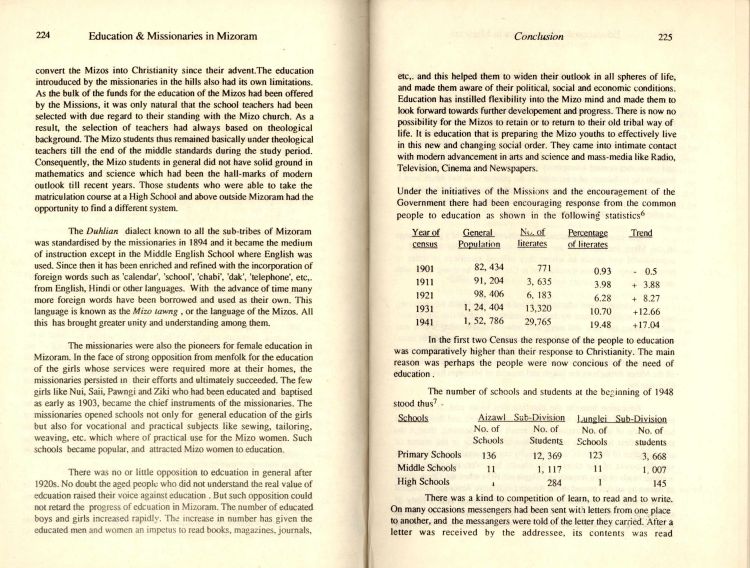 224 Education & Missionaries in Mizoram
convert the Mizos into Christianity since their advent.The education
introuduced by the missionaries in the hills also had its own limitations.
As the bulk of the funds for the education of the Mizos had been offered
by the Missions, it was only natural that the school teachers had been
selected with due regard to their standing with the Mizo church. As a
result, the selection of teachers had always based on theological
background. The Mizo students thus remained basically under theological
teachers till the end of the middle standards during the study period.
Consequently, the Mizo students in general did not have solid ground in
mathematics and science which had been the hall-marks of modern
outlook till recent years. Those students who were able to take the
matriculation course at a High School and above outside Mizoram had the
opportunity to find a different system.
The Duhlian dialect known to all the sub-tribes of Mizoram
was standardised by the missionaries in 1894 and it became the medium
of instruction except in the Middle English School where English was
used. Since then it has been enriched and refined with the incorporation of
foreign words such as 'calendar', 'school', 'chabi', 'dak', 'telephone', etc,.
from English, Hindi or other languages. With the advance of time many
more foreign words have been borrowed and used as their own. This
language is known as the Mizo tawng , or the language of the Mizos. All
this has brought greater unity and understanding among them.
The missionaries were also the pioneers for female education in
Mizoram. In the face of strong opposition from menfolk for the education
of the girls whose services were required more at their homes, the
missionaries persisted in their efforts and ultimately succeeded. The few
girls like Nui, Saii, Pawngi and Ziki who had been educated and baptised
as early as 1903, became the chief instruments of the missionaries. The
missionaries opened schools not only for general education of the girls
but also for vocational and practical subjects like sewing, tailoring,
weaving, etc. which where of practical use for the Mizo women. Such
schools became popular, and attracted Mizo women to education.
There was no or little opposition to edcuation in general after
1920s. No doubt the aged people who did not understand the real value of
edcuation raised their voice against education . But such opposition could
not retard the progress of edcuation in Mizoram. The number of educated
boys and girls increased rapidly. The increase in number has given the
educated men and women an impetus to read books, magazines, journals,
Conclusion 225
etc,. and this helped them to widen their outlook in all spheres of life,
and made them aware of their political, social and economic conditions.
Education has instilled flexibility into the Mizo mind and made them to
look forward towards further developement and progress. There is now no
possibility for the Mizos to retain or to return to their old tribal way of
life. It is education that is preparing the Mizo youths to effectively live
in this new and changing social order. They came into intimate contact
with modern advancement in arts and science and mass-media like Radio,
Television, Cinema and Newspapers.
Under the initiatives of the Missions and the encouragement of the
Government there had been encouraging response from the common
people to education as shown in the following statistics6
Year of General No. of Percentage Trend
census Population literates of literates
1901 82, 434 771 0.93 - 0.5
1911 91, 204 3, 635 3.98 + 3.88
1921 98, 406 6, 183 6.28 + 8.27
1931 1, 24, 404 13,320 10.70 +12.66
1941 1, 52, 786 29,765 19.48 +17.04
In the first two Census the response of the people to education
was comparatively higher than their response to Christianity. The main
reason was perhaps the people were now concious of the need of
education .
The number of schools and students at the beginning of 1948
stood thus7 -
Schools Aizawl Sub-Division Lunglei Sub-Division
No. of No. of No. of No. of
Schools Students Schools students
Primary Schools 136 12, 369 123 3, 668
Middle Schools 11 1, 117 11 1, 007
High Schools 284 1 145
There was a kind to competition of learn, to read and to write.
On many occasions messengers had been sent with letters from one place
to another, and the messangers were told of the letter they carried. After a
letter was received by the addressee, its contents was read